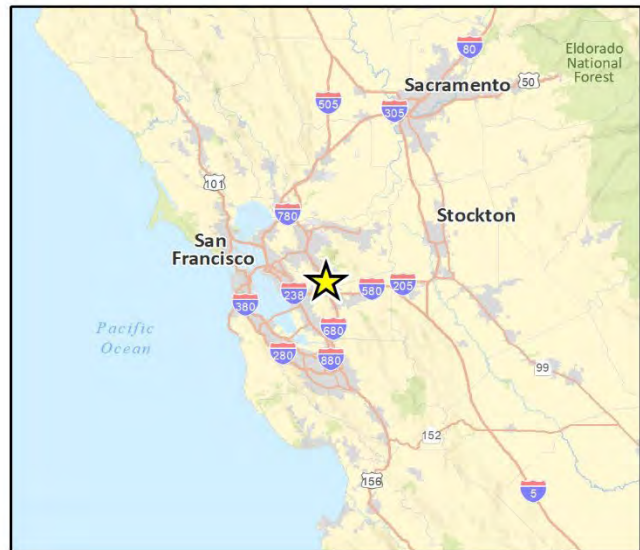 80
Eldorado
National
Forest
Sacramento
50
505
305
101
780
Stockton
San
Francisco
238
580
205
380
680
Pacific
Ocean
280
880
99
152
156
5